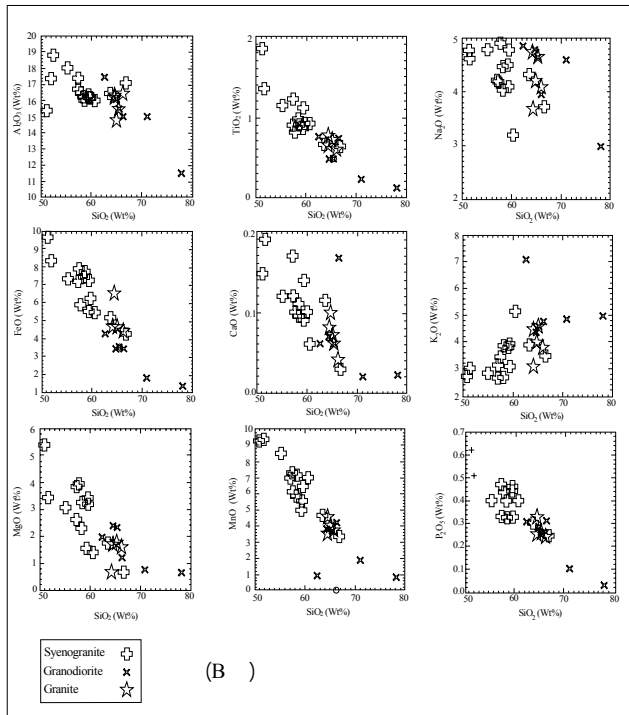 20
19
18
17
16
15
14
13
12
11
10
Al2O3 (Wt%)
50 60 70 80
SiO2 (Wt%)
2
1
0
TiO2 (Wt%)
50 60 70 80
SiO2 (Wt%)
5
4
3
2
Na2O (Wt%)
50 60 70 80
SiO2 (Wt%)
10
9
8
7
6
5
4
3
2
1
FeO (Wt%)
50 60 70 80
SiO2 (Wt%)
0.2
0.1
0
CaO (Wt%)
50 60 70 80
SiO2 (Wt%)
8
7
6
5
4
3
2
K2O (Wt%)
50 60 70 80
SiO2 (Wt%)
6
5
4
3
2
1
0
MgO (Wt%)
50 60 70 80
SiO2 (Wt%)
10
9
8
7
6
5
4
3
2
1
0
MnO (Wt%)
50 60 70 80
SiO2 (Wt%)
0.7
0.6
0.5
0.4
0.3
0.2
0.1
0.0
P2O5 (Wt%)
50 60 70 80
SiO2 (Wt%)
Syenogranite
Granodiorite
Granite
(B )